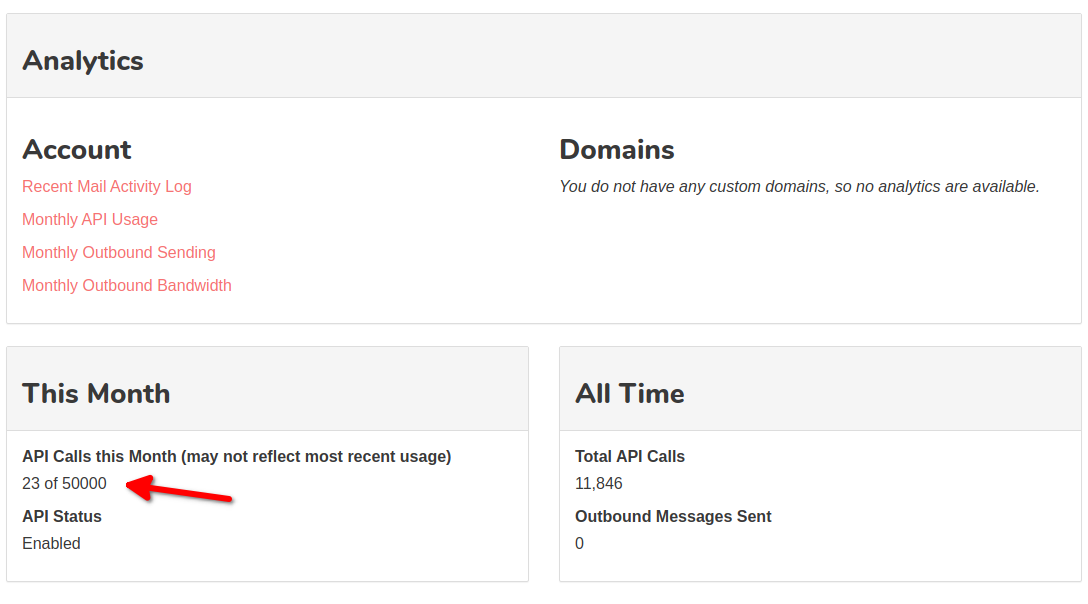 Analytics
Account
Recent Mail Activity Log
Monthly API Usage
Monthly Outbound Sending
Monthly Outbound Bandwidth
Domains
You do not have any custom domains, so no analytics are available.
This Month
API Calls this Month (may not reflect most recent usage)
23 of 50000
API Status
Enabled
All Time
Total API Calls
11,846
Outbound Messages Sent
0